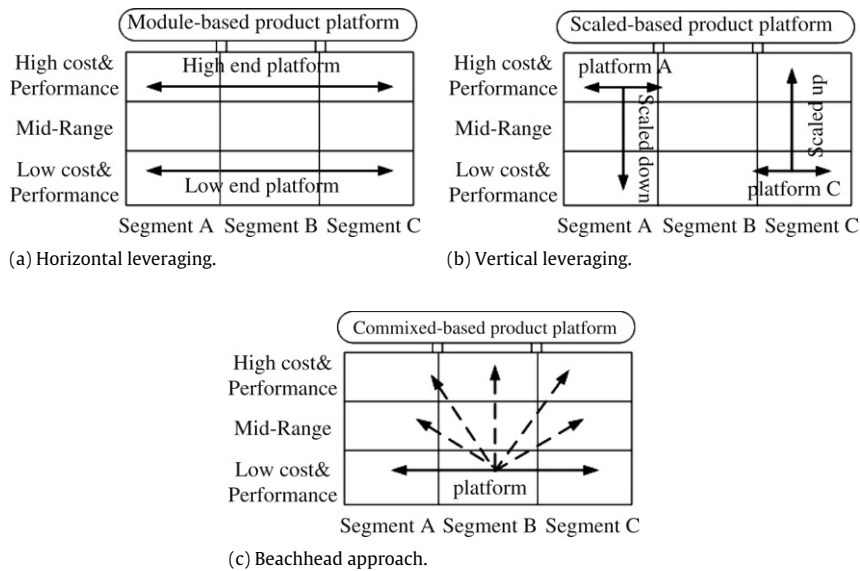 Module-based product platform
High cost&
Performance
High end platform
Mid-Range
Low cost&
Performance
Low end platform
Segment A Segment B Segment C
(a) Horizontal leveraging.
Scaled-based product platform
High cost&
Performance
platform A
Scaled down
Scaled up
Mid-Range
Low cost&
Performance
platform C
Segment A Segment B Segment C
(b) Vertical leveraging.
Commixed-based product platform
High cost&
Performance
Mid-Range
Low cost&
Performance
platform
Segment A Segment B Segment C
(c) Beachhead approach.